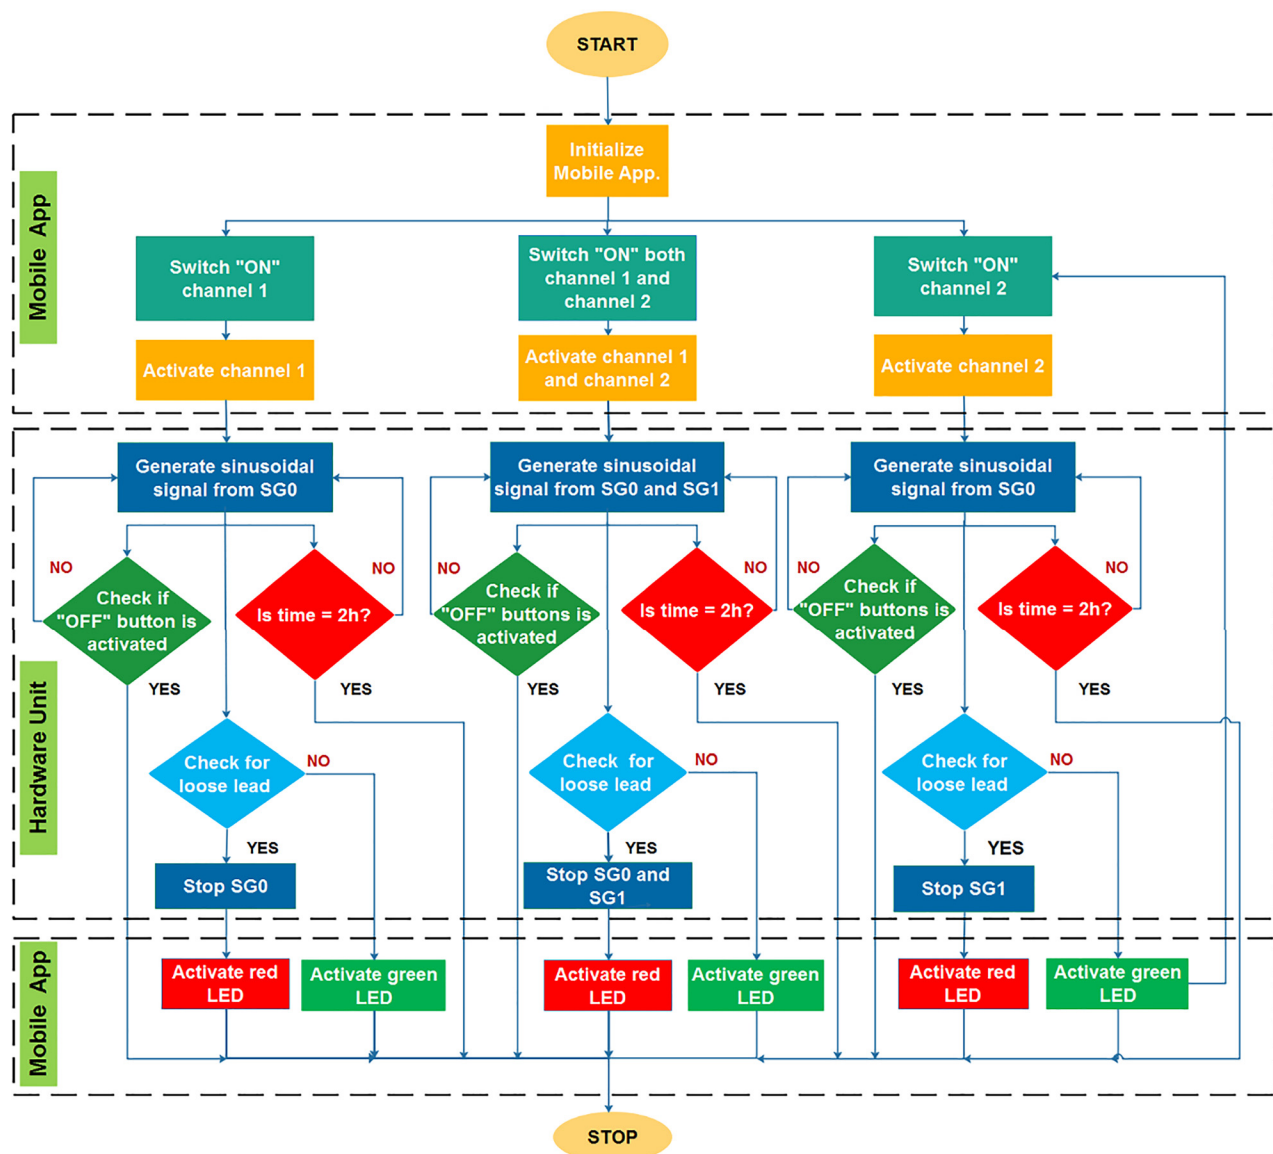 START
Mobile App
Initialize
Mobile App.
Switch "ON"
channel 1
Switch "ON" both
channel 1 and
channel 2
Switch "ON"
channel 2
Activate channel 1
Activate channel 1
and channel 2
Activate channel 2
Hardware Unit
Generate sinusoidal
signal from SG0
Generate sinusoidal
signal from SG0 and SG1
Generate sinusoidal
signal from SG0
NO
Check if
"OFF" button is
activated
YES
NO
Is time = 2h?
YES
NO
Check if
"OFF" buttons is
activated
YES
NO
Is time = 2h?
YES
NO
Check if
"OFF" buttons is
activated
YES
NO
Is time = 2h?
YES
Check for
loose lead
NO
YES
Check for
loose lead
NO
YES
Check for
loose lead
NO
YES
Stop SG0
Stop SG0 and
SG1
Stop SG1
Mobile App
Activate red
LED
Activate green
LED
Activate red
LED
Activate green
LED
Activate red
LED
Activate green
LED
STOP